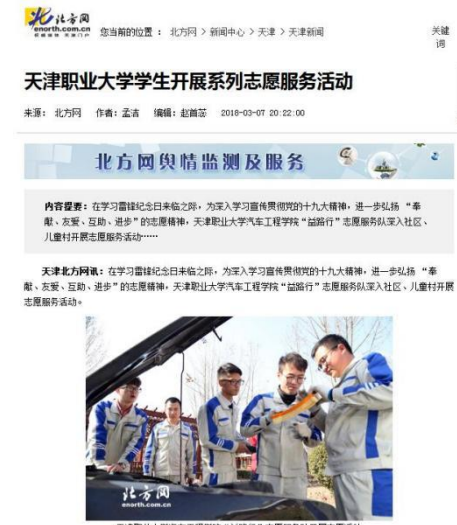 北方网
enorth.com.cn
权威媒体 天津门户
您当前的位置 ： 北方网 > 新闻中心 > 天津 > 天津新闻
关键
词
天津职业大学学生开展系列志愿服务活动
来源： 北方网 作者：孟洁 编辑：赵首苾 2018-03-07 20:22:00
北方网舆情监测及服务
内容提要：在学习雷锋纪念日来临之际，为深入学习宣传贯彻党的十九大精神，进一步弘扬 “奉
献、友爱、互助、进步”的志愿精神，天津职业大学汽车工程学院“益路行”志愿服务队深入社区、
儿童村开展志愿服务活动……
天津北方网讯：在学习雷锋纪念日来临之际，为深入学习宣传贯彻党的十九大精神，进一步弘扬 “奉
献、友爱、互助、进步”的志愿精神，天津职业大学汽车工程学院“益路行”志愿服务队深入社区、儿童村开展
志愿服务活动。
北方网
enorth.com.cn